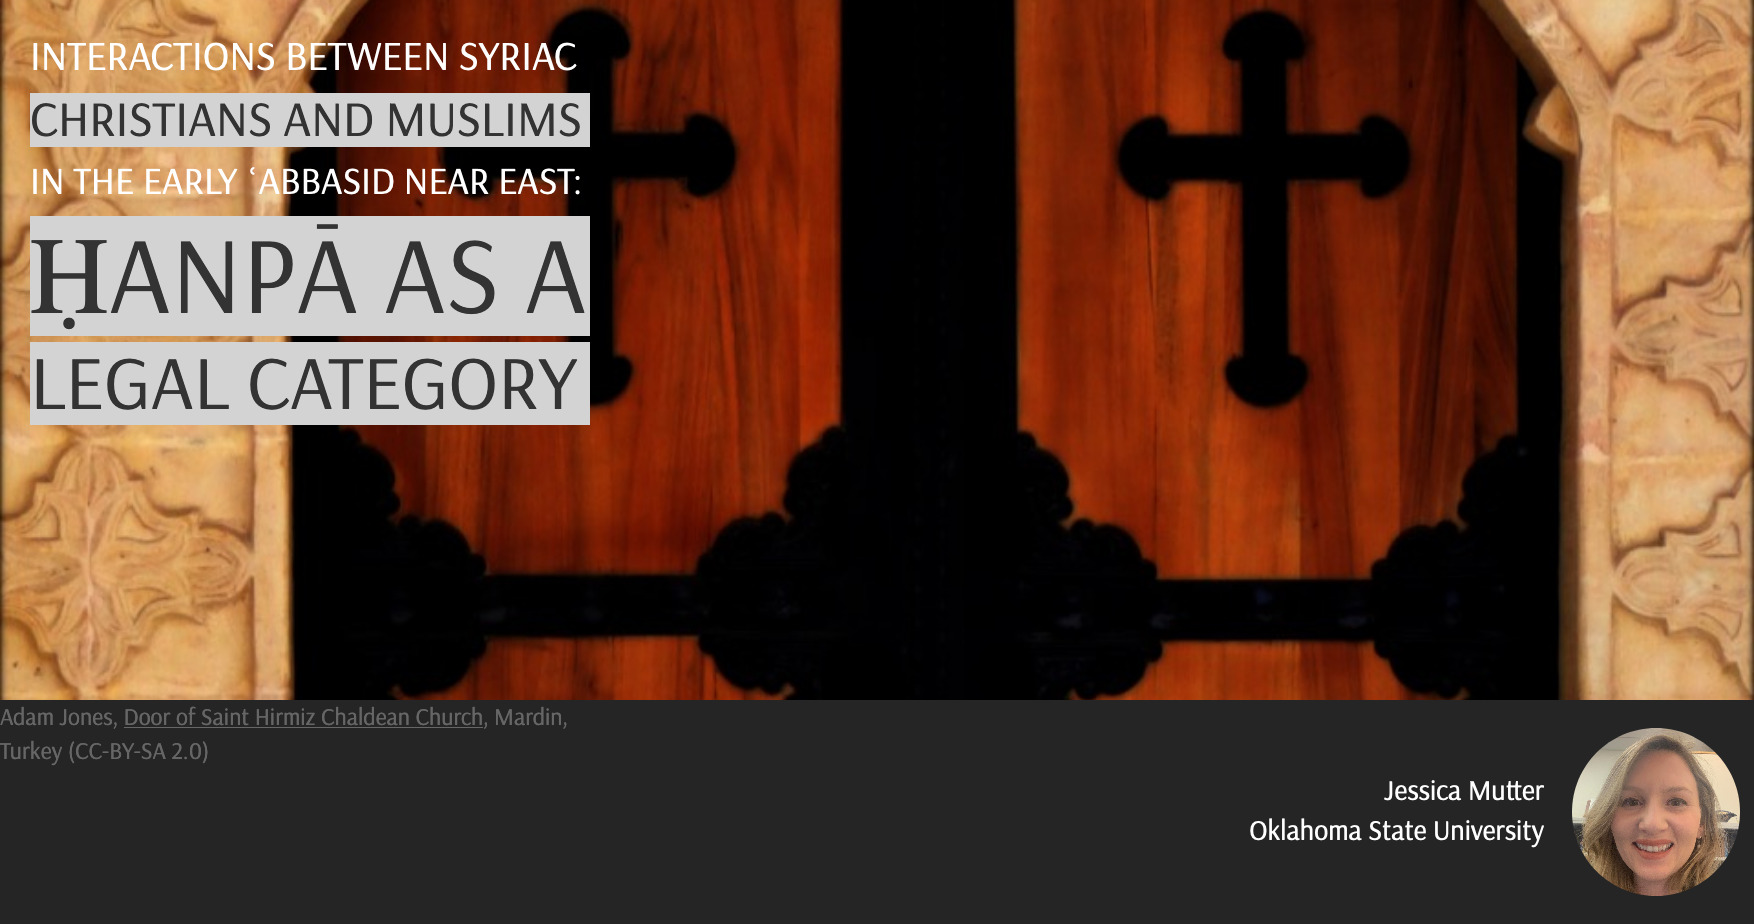 INTERACTIONS BETWEEN SYRIAC
CHRISTIANS AND MUSLIMS
IN THE EARLY ʿABBASID NEAR EAST:
ḤANPĀ AS A
LEGAL CATEGORY
Adam Jones, Door of Saint Hirmiz Chaldean Church, Mardin,
Turkey (CC-BY-SA 2.0)
Jessica Mutter
Oklahoma State University